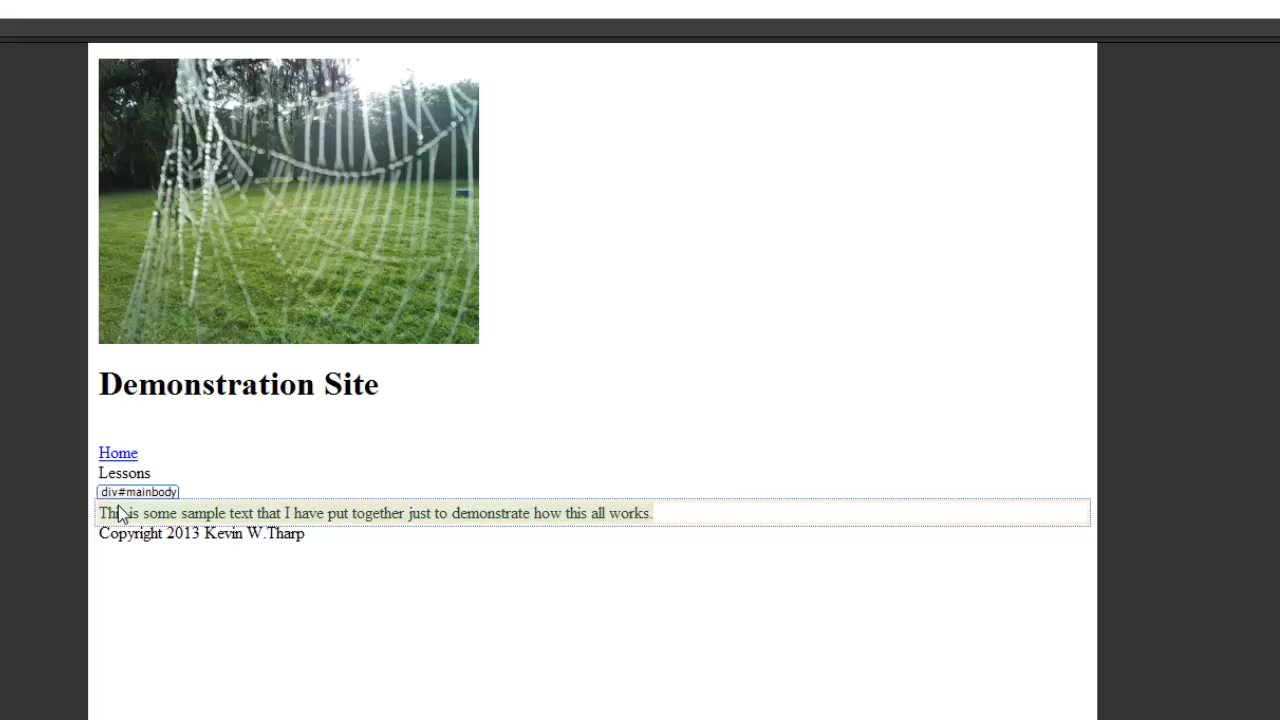 Demonstration Site
Home
Lessons
div#mainbody
This is some sample text that I have put together just to demonstrate how this all works.
Copyright 2013 Kevin W.Tharp